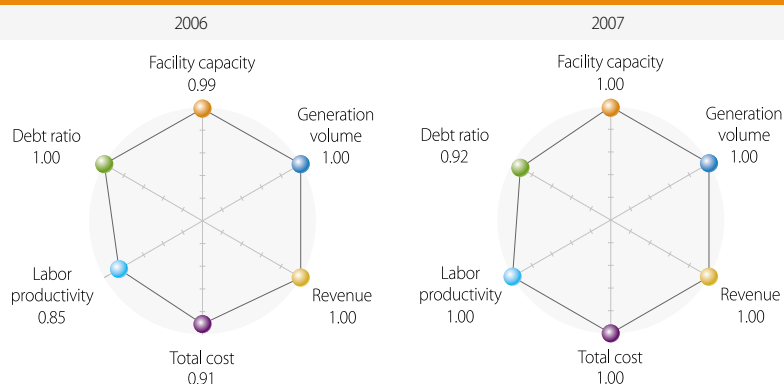 2006
Facility capacity
0.99
Generation
volume
1.00
Debt ratio
1.00
Labor
productivity
0.85
Revenue
1.00
Total cost
0.91
2007
Facility capacity
1.00
Generation
volume
1.00
Debt ratio
0.92
Labor
productivity
1.00
Revenue
1.00
Total cost
1.00